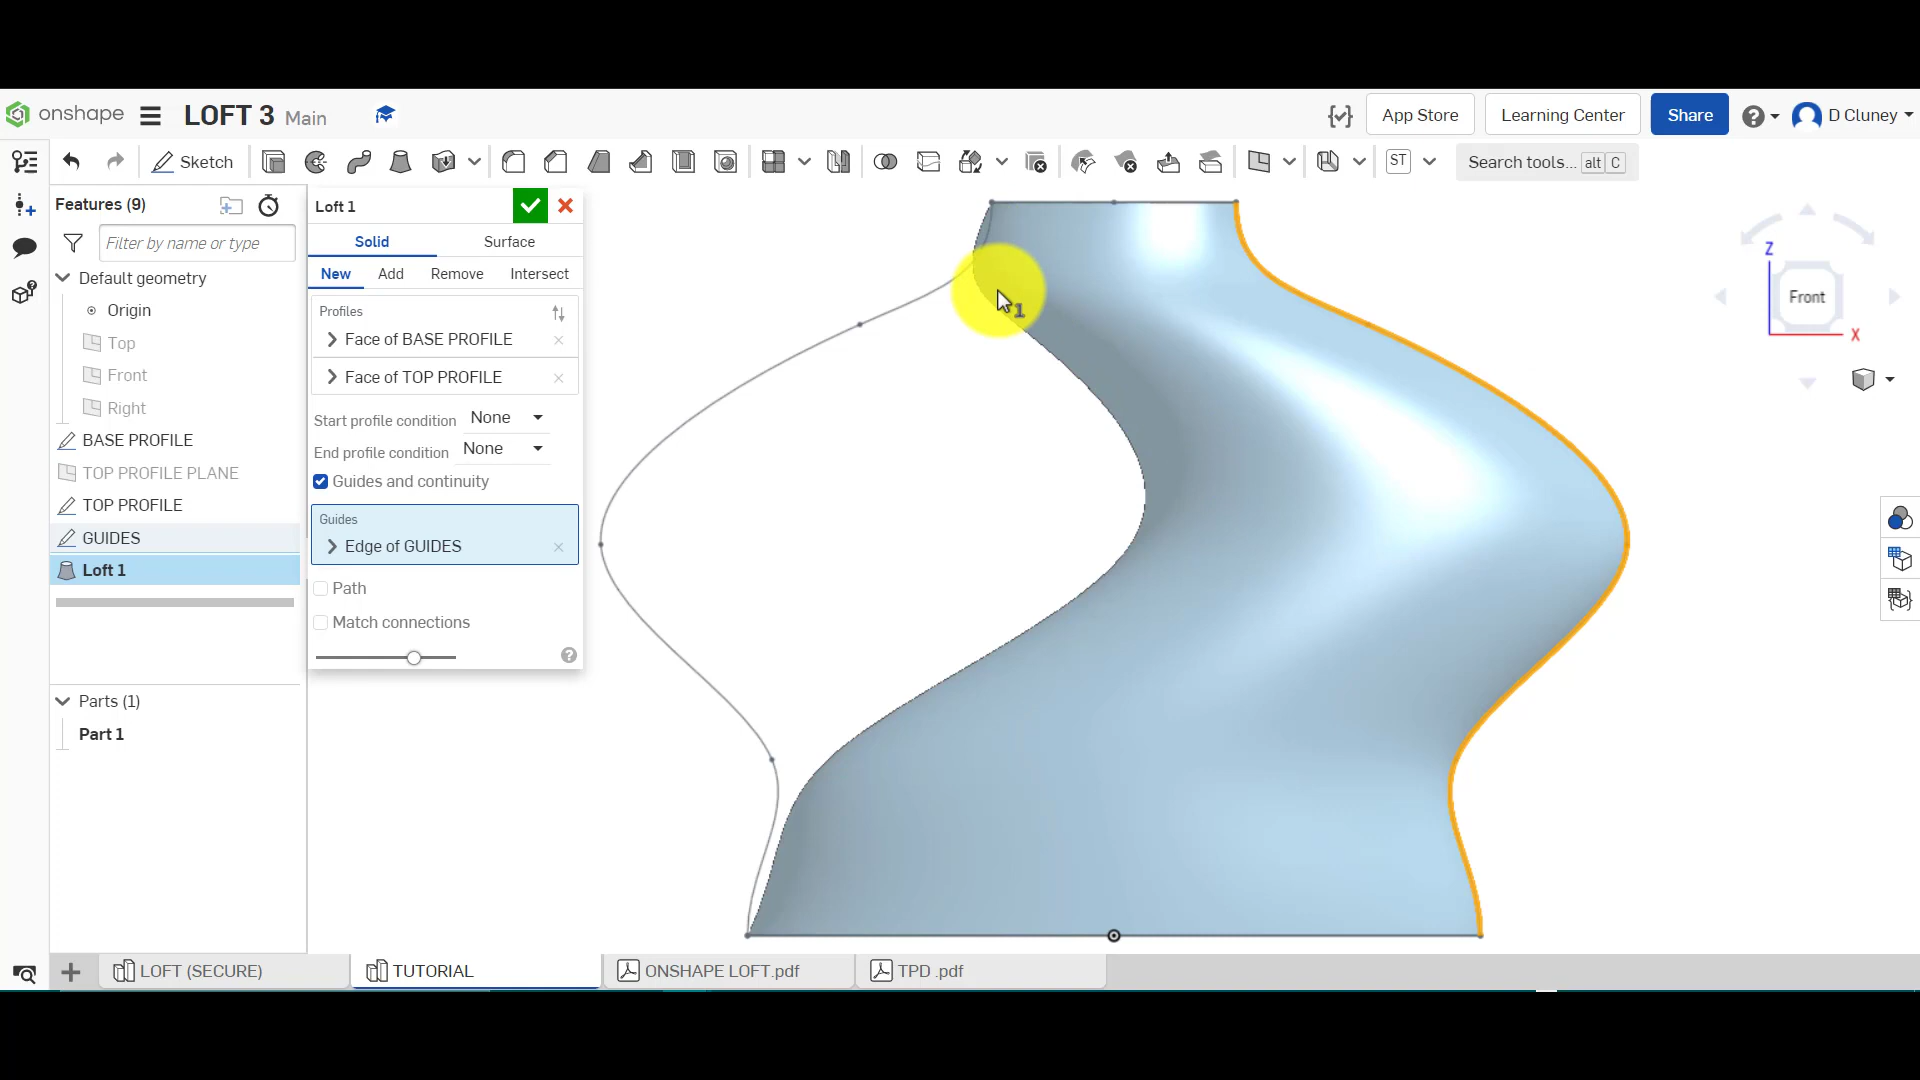 onshape LOFT 3 Main App Store Learning Center Share D Cluney
Sketch ST Search tools... alt C
Features (9)
Filter by name or type
Default geometry
Origin
Top
Front
Right
BASE PROFILE
TOP PROFILE PLANE
TOP PROFILE
GUIDES
Loft 1
Parts (1)
Part 1
Loft 1
Solid Surface
New Add Remove Intersect
Profiles
Face of BASE PROFILE
Face of TOP PROFILE
Start profile condition None
End profile condition None
Guides and continuity
Guides
Edge of GUIDES
Path
Match connections
1
Z
Front
X
LOFT (SECURE) TUTORIAL ONSHAPE LOFT.pdf TPD .pdf